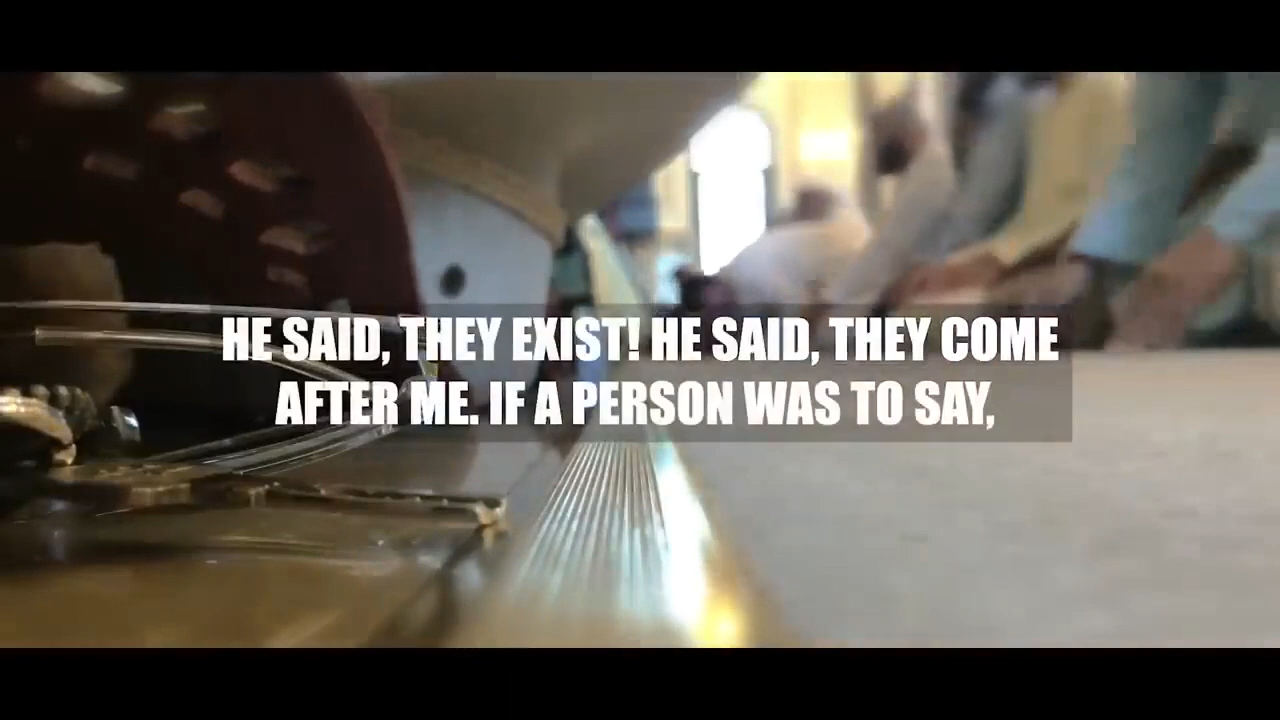 HE SAID, THEY EXIST! HE SAID, THEY COME
AFTER ME. IF A PERSON WAS TO SAY,